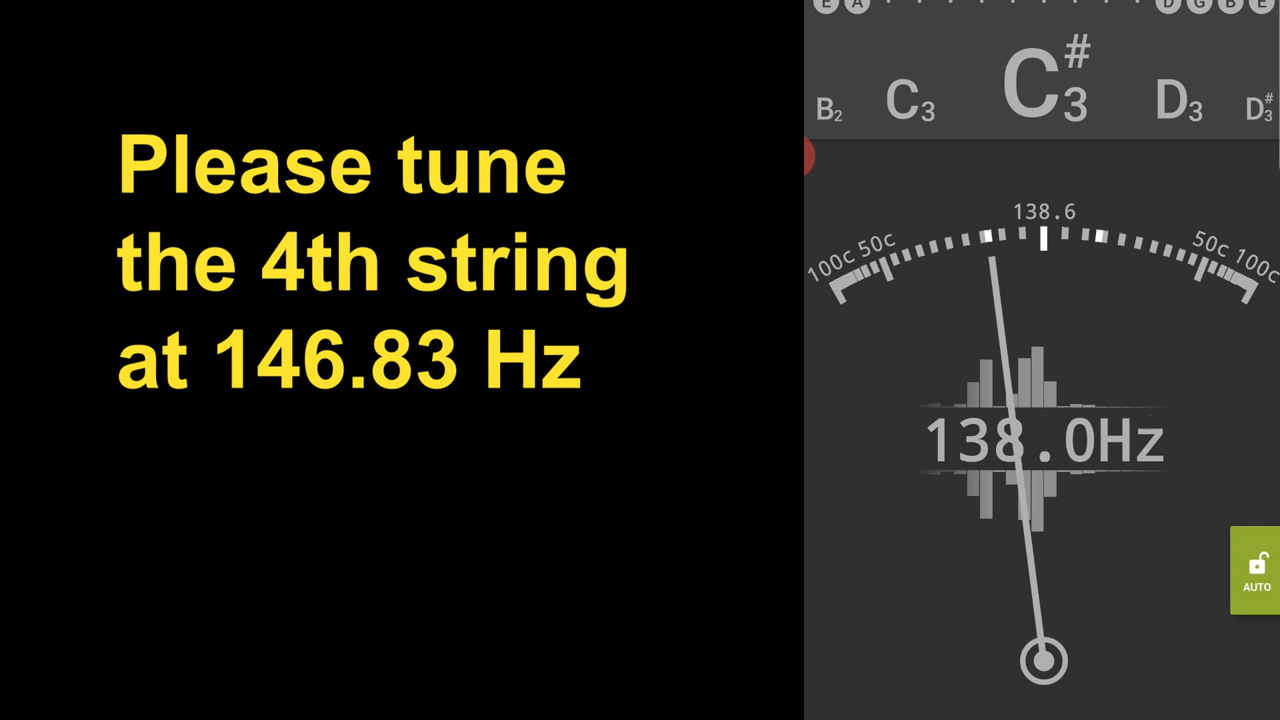 Please tune
the 4th string
at 146.83 Hz
E A D G B E
B2 C3 C#3 D3 D#3
138.6
100c 50c 50c 100c
138.0Hz
AUTO